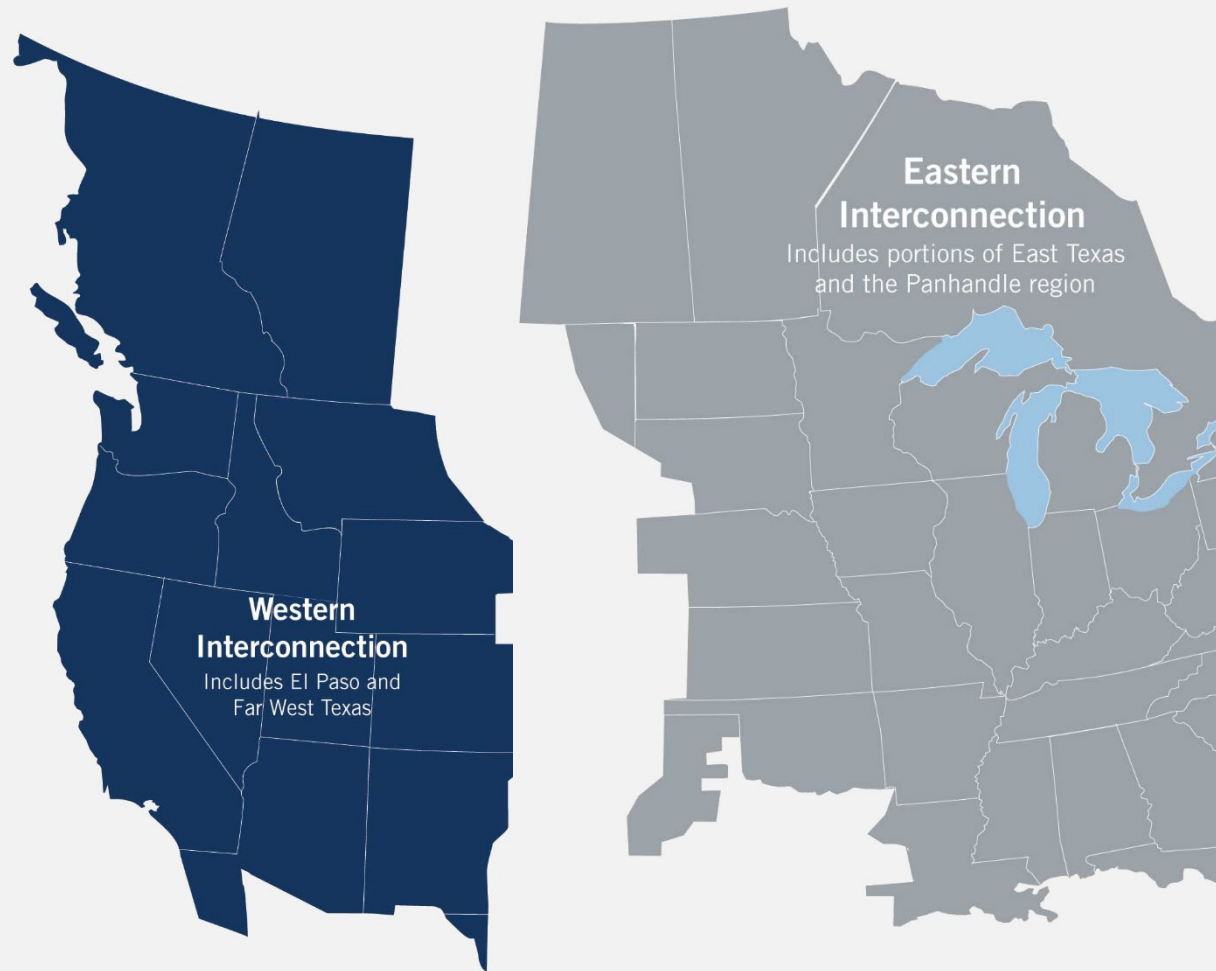 Western
Interconnection
Includes El Paso and
Far West Texas
Eastern
Interconnection
Includes portions of East Texas
and the Panhandle region